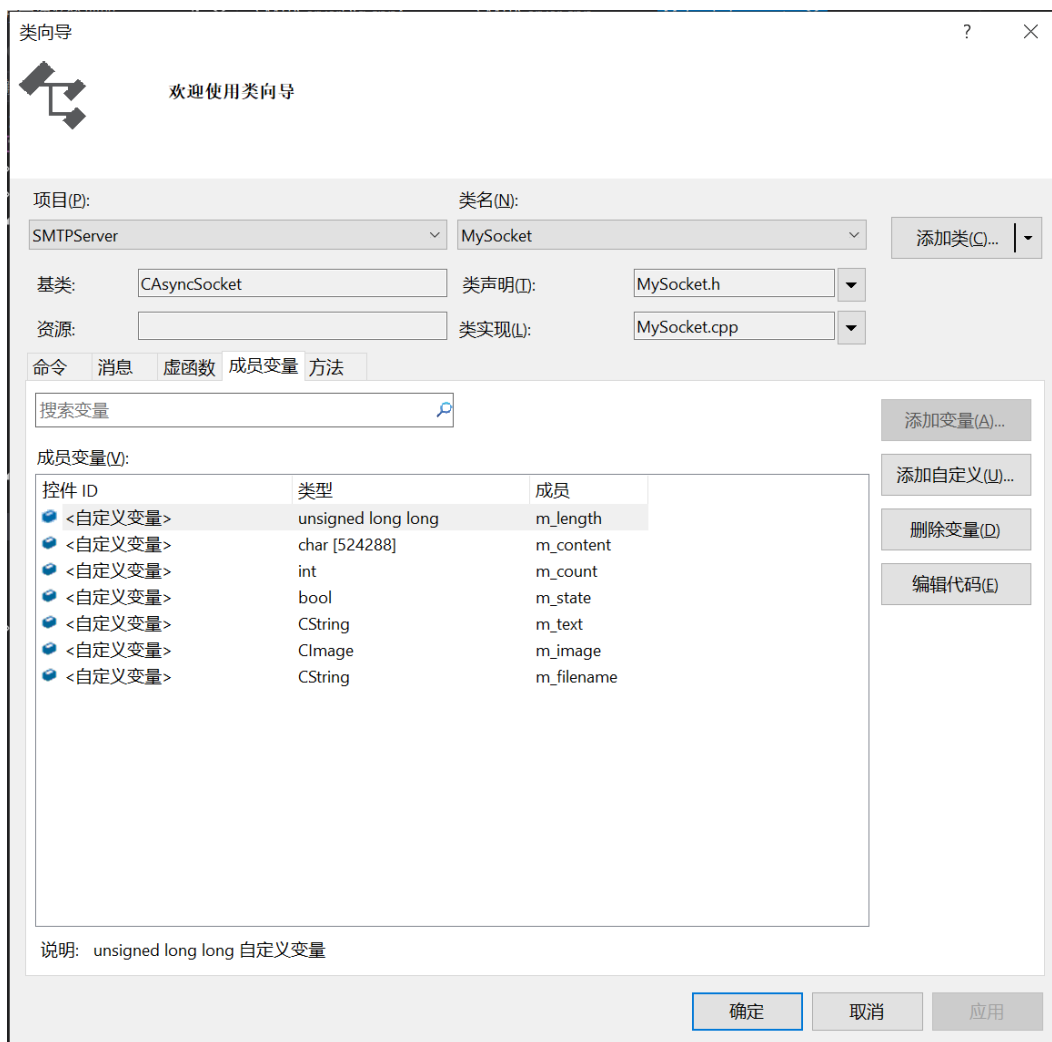 类向导
?
欢迎使用类向导
项目(P):
类名(N):
SMTPServer
MySocket
添加类(C)...
基类:
CAsyncSocket
类声明(T):
MySocket.h
资源:
类实现(L):
MySocket.cpp
命令 消息 虚函数 成员变量 方法
搜索变量
添加变量(A)...
成员变量(V):
添加自定义(U)...
控件 ID 类型 成员
<自定义变量> unsigned long long m_length
删除变量(D)
<自定义变量> char [524288] m_content
<自定义变量> int m_count
编辑代码(E)
<自定义变量> bool m_state
<自定义变量> CString m_text
<自定义变量> CImage m_image
<自定义变量> CString m_filename
说明: unsigned long long 自定义变量
确定 取消 应用